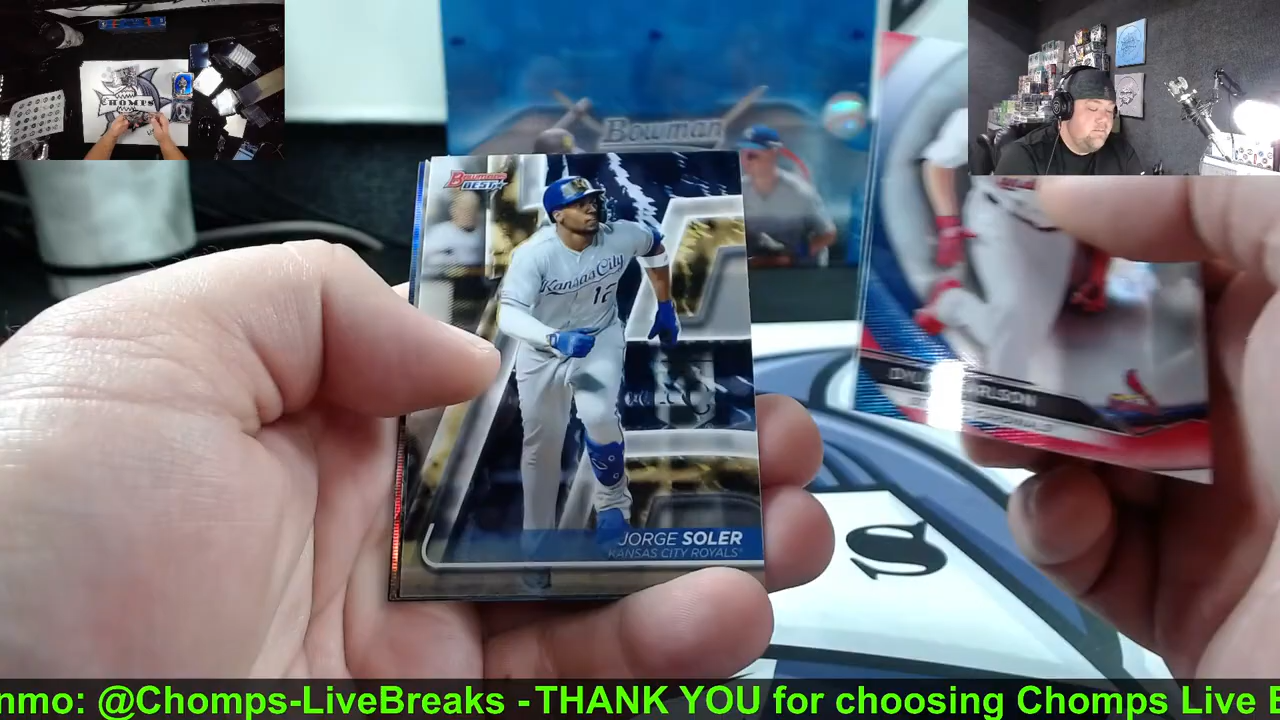 CHOMPS
Bowman
BOWMAN'S
BEST
Kansas City
12
JORGE SOLER
KANSAS CITY ROYALS
nmo: @Chomps-LiveBreaks -THANK YOU for choosing Chomps Live B